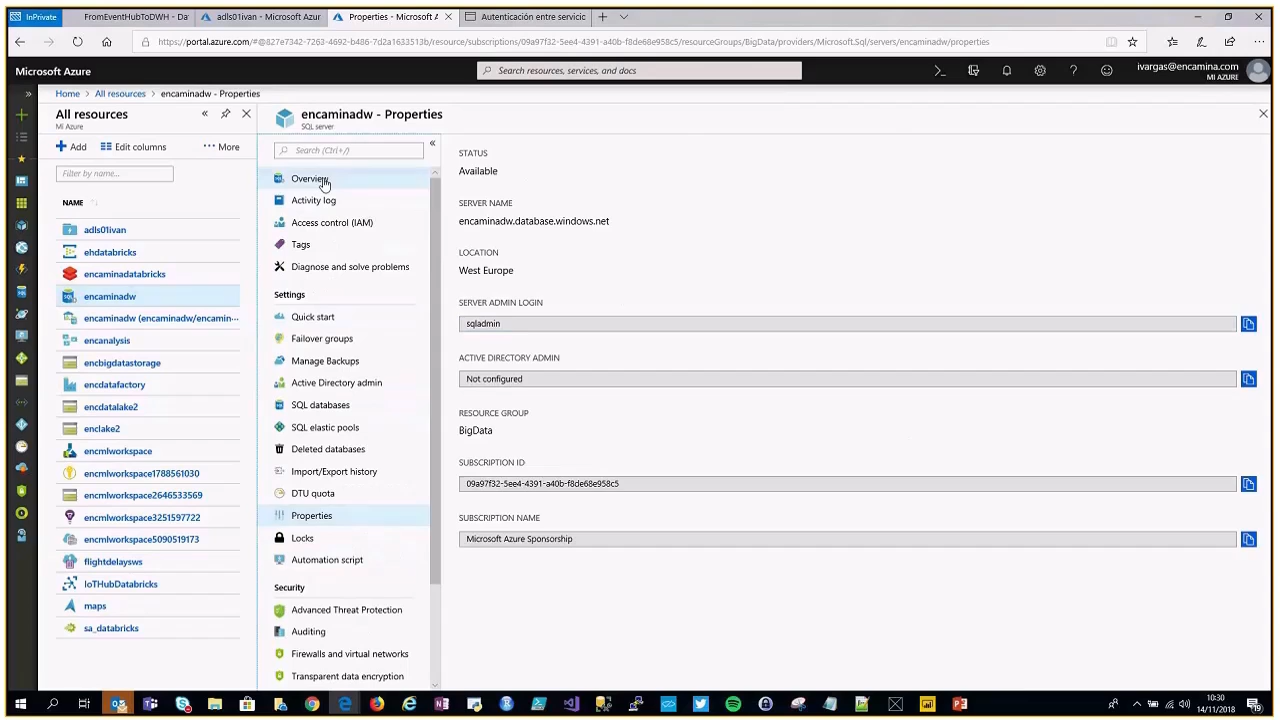 InPrivate
FromEventHubToDWH - Da
adls01ivan - Microsoft Azur
Properties - Microsoft A
Autenticación entre servicio
https://portal.azure.com/#@827e7342-7263-4692-b486-7d2a1633513b/resource/subscriptions/09a97f32-5ee4-4391-a40b-f8de68e958c5/resourceGroups/BigData/providers/Microsoft.Sql/servers/encaminadw/properties
Microsoft Azure
Search resources, services, and docs
ivargas@encamina.com
MI AZURE
Home > All resources > encaminadw - Properties
All resources
Mi Azure
Add
Edit columns
More
Filter by name...
NAME
adls01ivan
ehdatabricks
encaminadatabricks
encaminadw
encaminadw (encaminadw/encamin...
encanalysis
encbigdatastorage
encdatafactory
encdatalake2
enclake2
encmlworkspace
encmlworkspace1788561030
encmlworkspace2646533569
encmlworkspace3251597722
encmlworkspace5090519173
flightdelaysws
IoTHubDatabricks
maps
sa_databricks
encaminadw - Properties
SQL server
Search (Ctrl+/)
Overview
Activity log
Access control (IAM)
Tags
Diagnose and solve problems
Settings
Quick start
Failover groups
Manage Backups
Active Directory admin
SQL databases
SQL elastic pools
Deleted databases
Import/Export history
DTU quota
Properties
Locks
Automation script
Security
Advanced Threat Protection
Auditing
Firewalls and virtual networks
Transparent data encryption
STATUS
Available
SERVER NAME
encaminadw.database.windows.net
LOCATION
West Europe
SERVER ADMIN LOGIN
sqladmin
ACTIVE DIRECTORY ADMIN
Not configured
RESOURCE GROUP
BigData
SUBSCRIPTION ID
09a97f32-5ee4-4391-a40b-f8de68e958c5
SUBSCRIPTION NAME
Microsoft Azure Sponsorship
10:30
14/11/2018